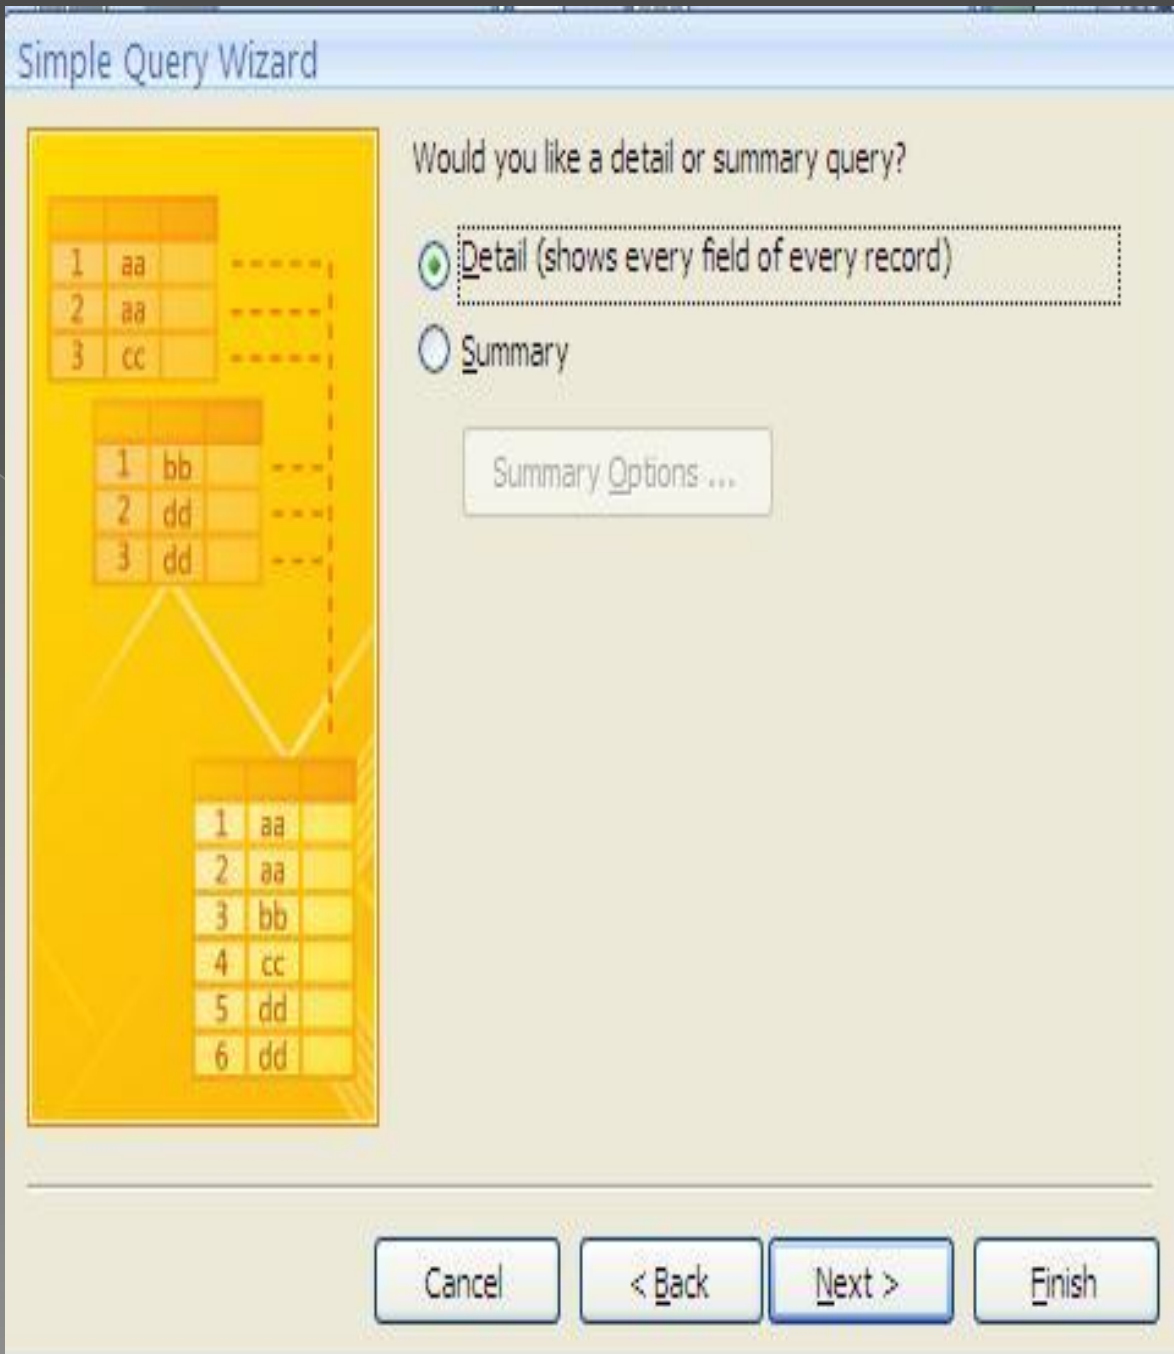 Simple Query Wizard
Would you like a detail or summary query?
Detail (shows every field of every record)
Summary
Summary Options ...
1 aa
2 aa
3 cc
1 bb
2 dd
3 dd
1 aa
2 aa
3 bb
4 cc
5 dd
6 dd
Cancel
< Back
Next >
Finish